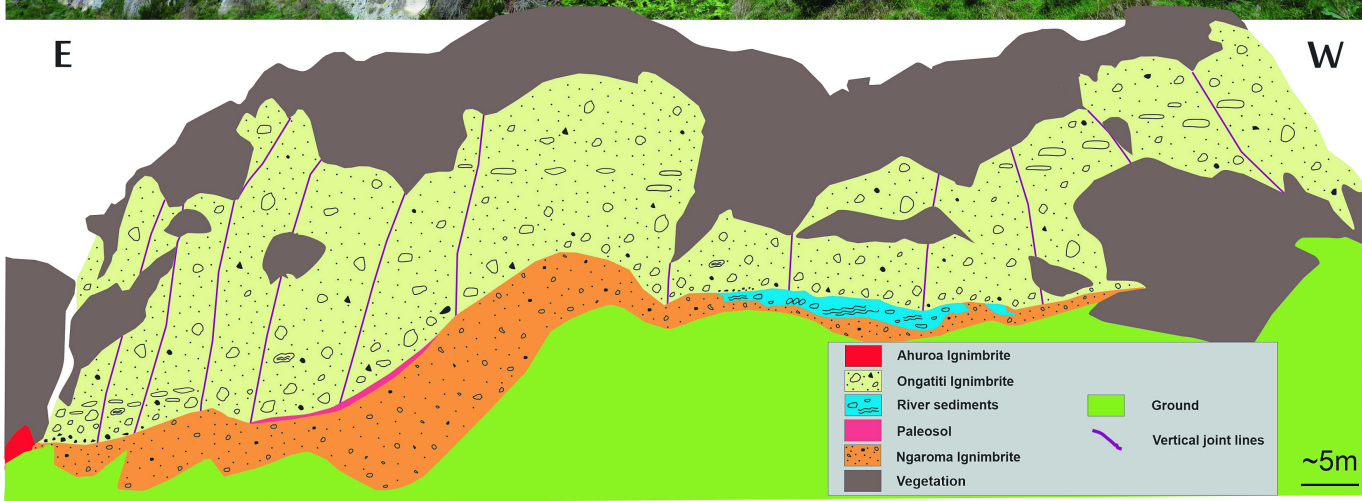 E
W
Ahuroa Ignimbrite
Ongatiti Ignimbrite
River sediments
Paleosol
Ngaroma Ignimbrite
Vegetation
Ground
Vertical joint lines
~5m